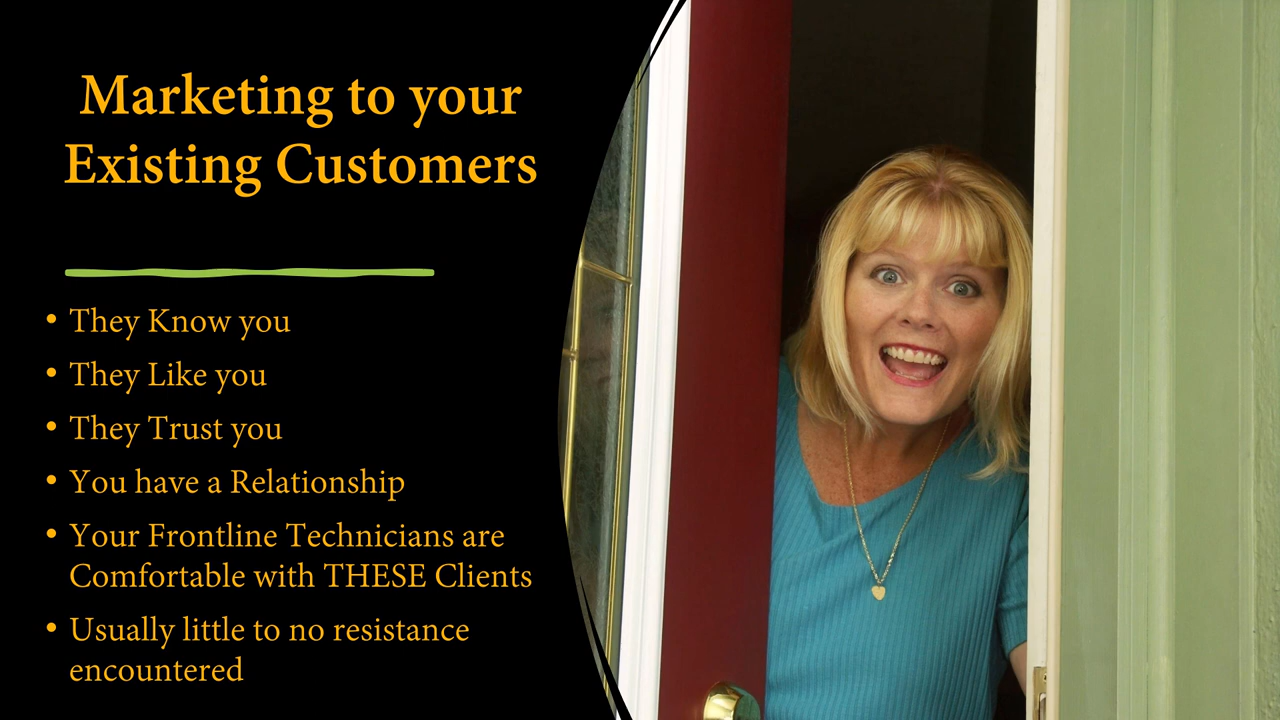 Marketing to your
Existing Customers
• They Know you
• They Like you
• They Trust you
• You have a Relationship
• Your Frontline Technicians are
Comfortable with THESE Clients
• Usually little to no resistance
encountered